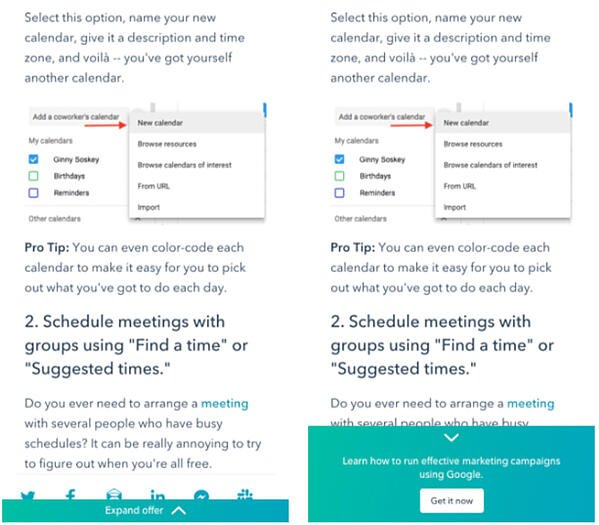 Select this option, name your new
calendar, give it a description and time
zone, and voilà -- you've got yourself
another calendar.
Add a coworker's calendar
New calendar
My calendars
Browse resources
Ginny Soskey
Browse calendars of interest
Birthdays
From URL
Reminders
Import
Other calendars
Pro Tip: You can even color-code each
calendar to make it easy for you to pick
out what you've got to do each day.
2. Schedule meetings with
groups using "Find a time" or
"Suggested times."
Do you ever need to arrange a meeting
with several people who have busy
schedules? It can be really annoying to try
to figure out when you're all free.
Expand offer
Select this option, name your new
calendar, give it a description and time
zone, and voilà -- you've got yourself
another calendar.
Add a coworker's calendar
New calendar
My calendars
Browse resources
Ginny Soskey
Browse calendars of interest
Birthdays
From URL
Reminders
Import
Other calendars
Pro Tip: You can even color-code each
calendar to make it easy for you to pick
out what you've got to do each day.
2. Schedule meetings with
groups using "Find a time" or
"Suggested times."
Do you ever need to arrange a meeting
with several people who have busy
Learn how to run effective marketing campaigns
using Google.
Get it now